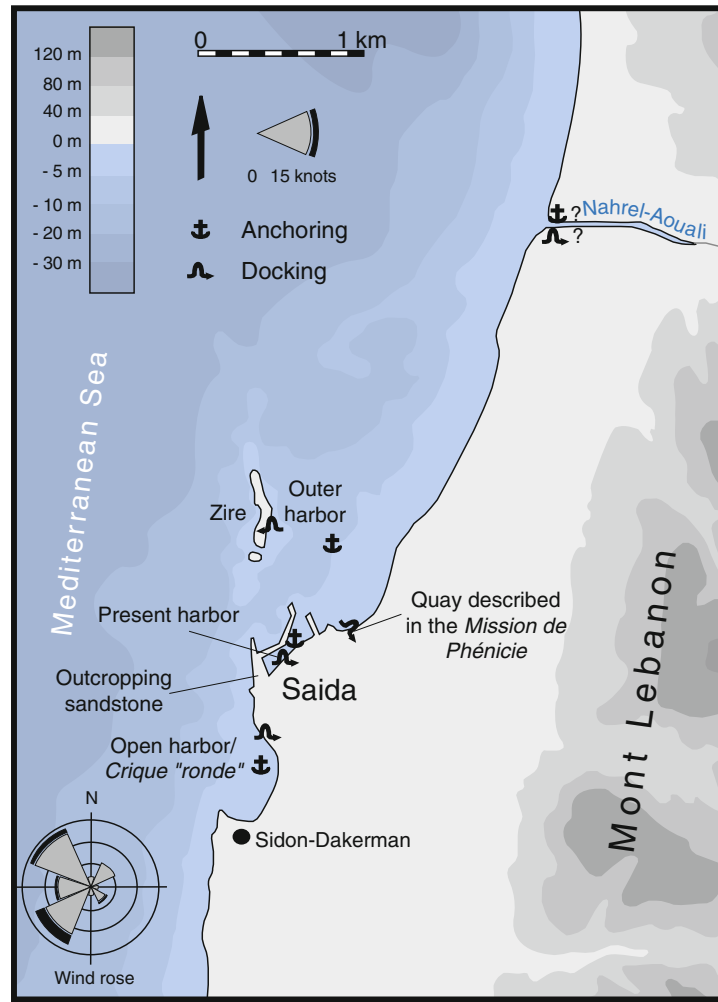 120 m
80 m
40 m
0 m
- 5 m
- 10 m
- 20 m
- 30 m
0 1 km
0 15 knots
Anchoring
Docking
? Nahrel-Aouali
?
Mediterranean Sea
Zire
Outer
harbor
Present harbor
Quay described
in the Mission de
Phénicie
Outcropping
sandstone
Saida
Mont Lebanon
Open harbor/
Crique "ronde"
N
Sidon-Dakerman
Wind rose